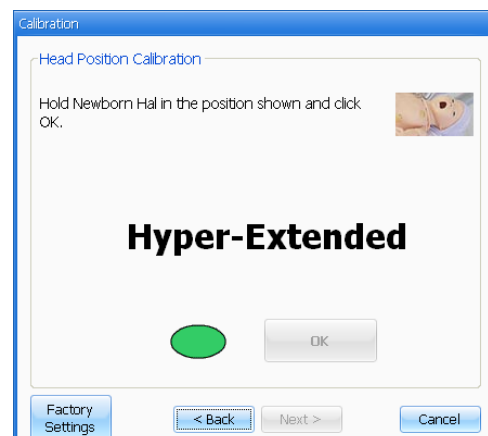 Calibration
Head Position Calibration
Hold Newborn Hal in the position shown and click
OK.
Hyper-Extended
OK
Factory
Settings
< Back
Next >
Cancel